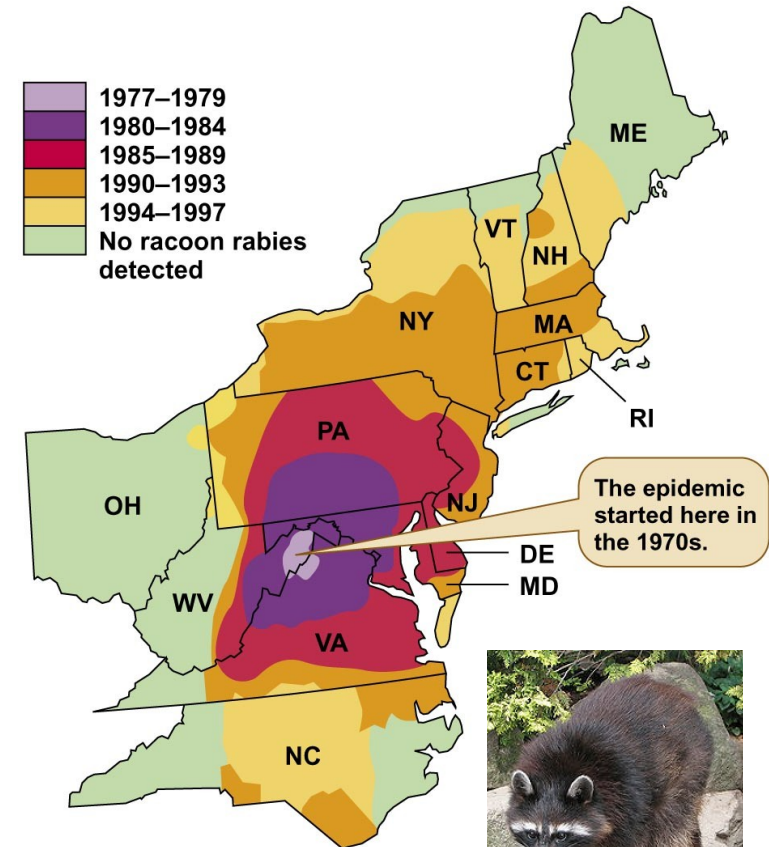 1977–1979
1980–1984
1985–1989
1990–1993
1994–1997
No racoon rabies
detected
ME
VT
NH
NY
MA
CT
RI
PA
OH
NJ
The epidemic
started here in
the 1970s.
DE
MD
WV
VA
NC